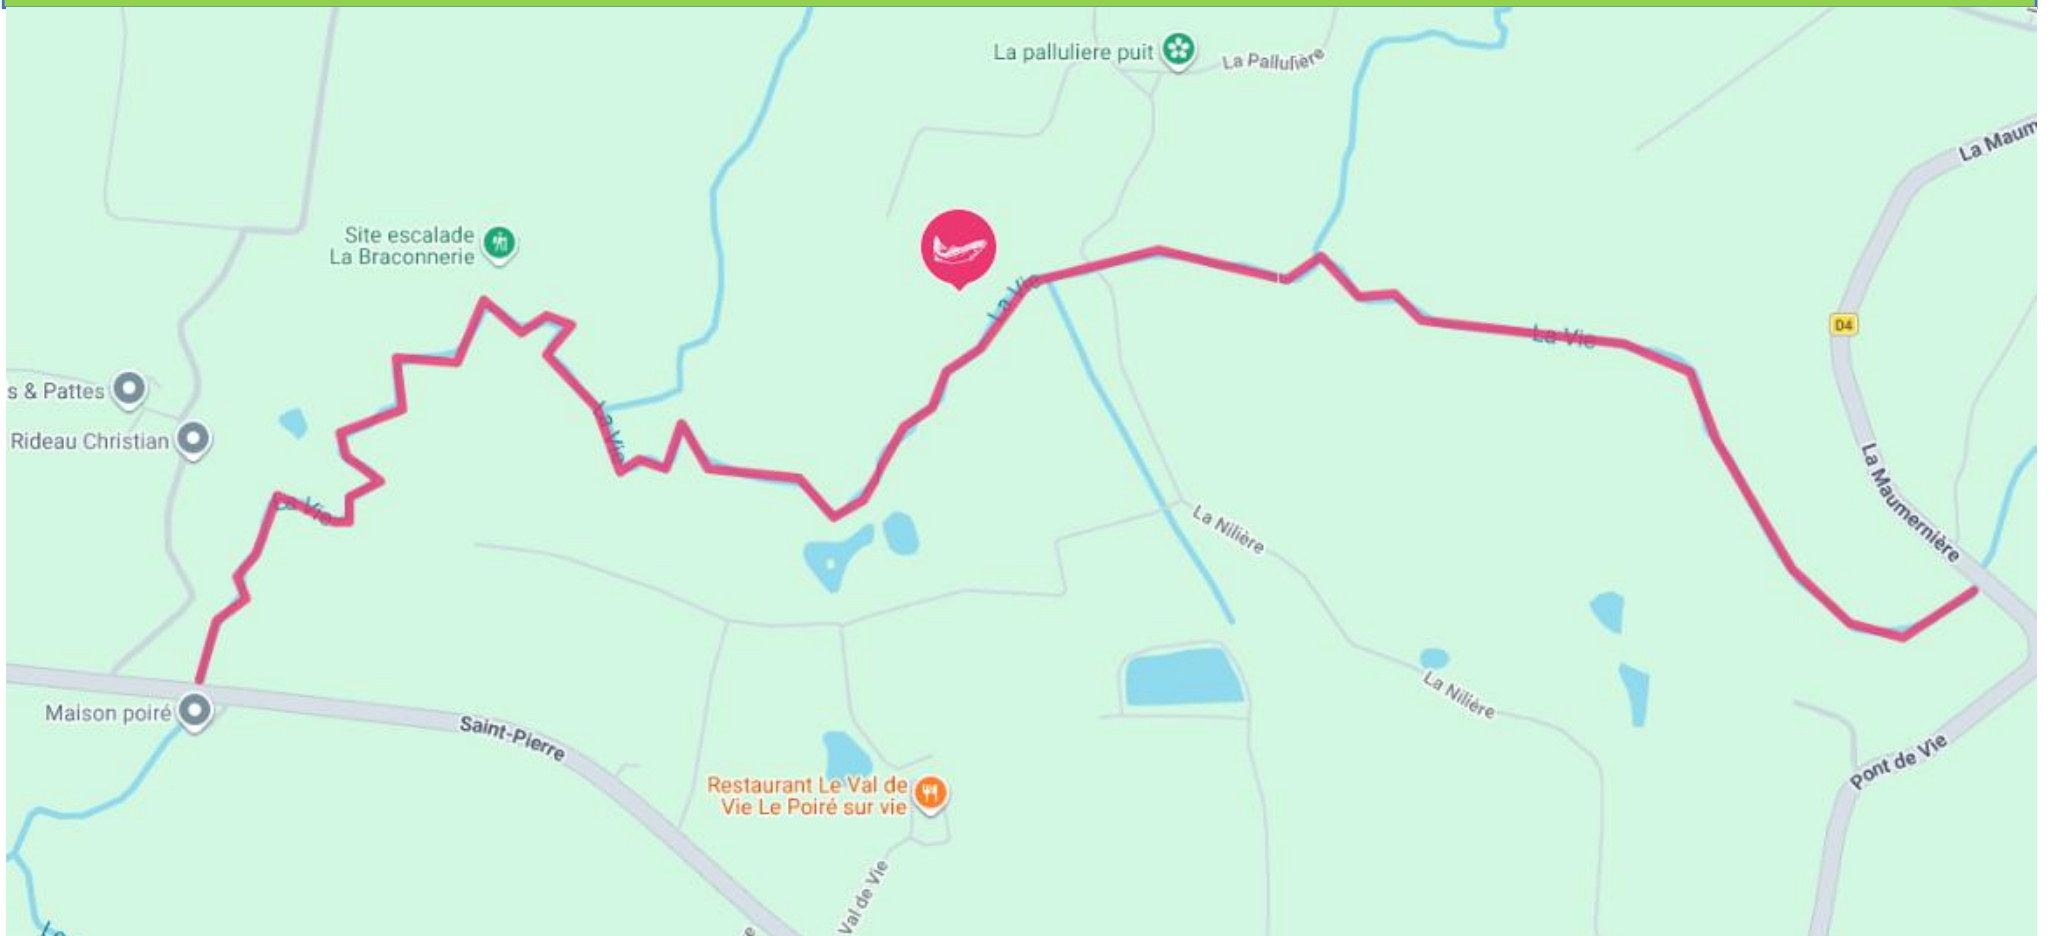 La palluliere puit
La Pallulière
La Maum
Site escalade
La Braconnerie
La Vie
La Vie
D4
s & Pattes
Rideau Christian
La Vie
La Vie
La Maumernière
La Nilière
Maison poiré
Saint-Pierre
La Nilière
Pont de Vie
Restaurant Le Val de
Vie Le Poiré sur vie
Val de Vie
e